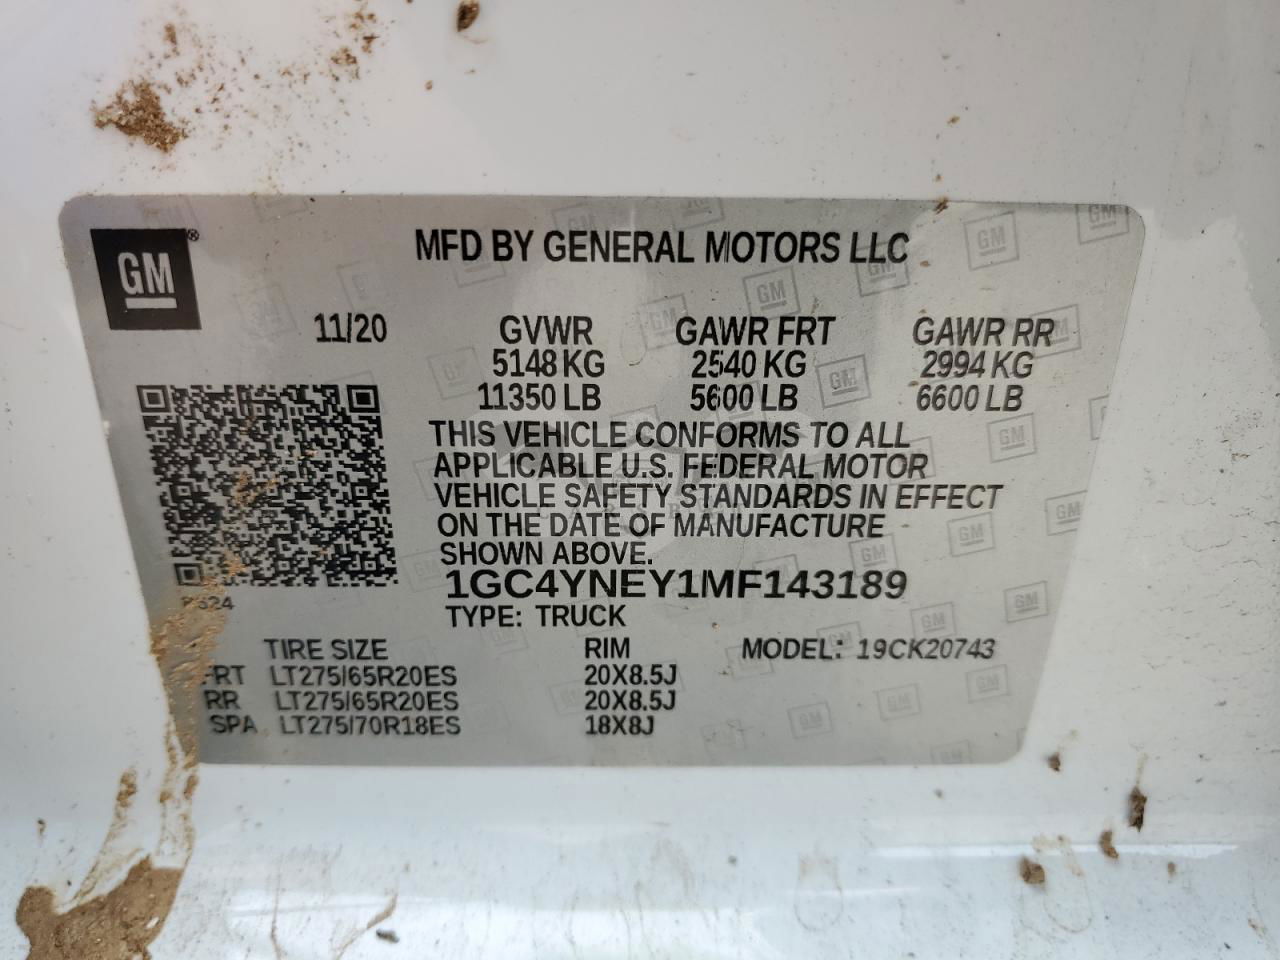 GM
MFD BY GENERAL MOTORS LLC
11/20 GVWR GAWR FRT GAWR RR
5148 KG 2540 KG 2994 KG
11350 LB 5600 LB 6600 LB
THIS VEHICLE CONFORMS TO ALL
APPLICABLE U.S. FEDERAL MOTOR
VEHICLE SAFETY STANDARDS IN EFFECT
ON THE DATE OF MANUFACTURE
SHOWN ABOVE.
1GC4YNEY1MF143189
TYPE: TRUCK
TIRE SIZE RIM MODEL: 19CK20743
FRT LT275/65R20ES 20X8.5J
RR LT275/65R20ES 20X8.5J
SPA LT275/70R18ES 18X8J